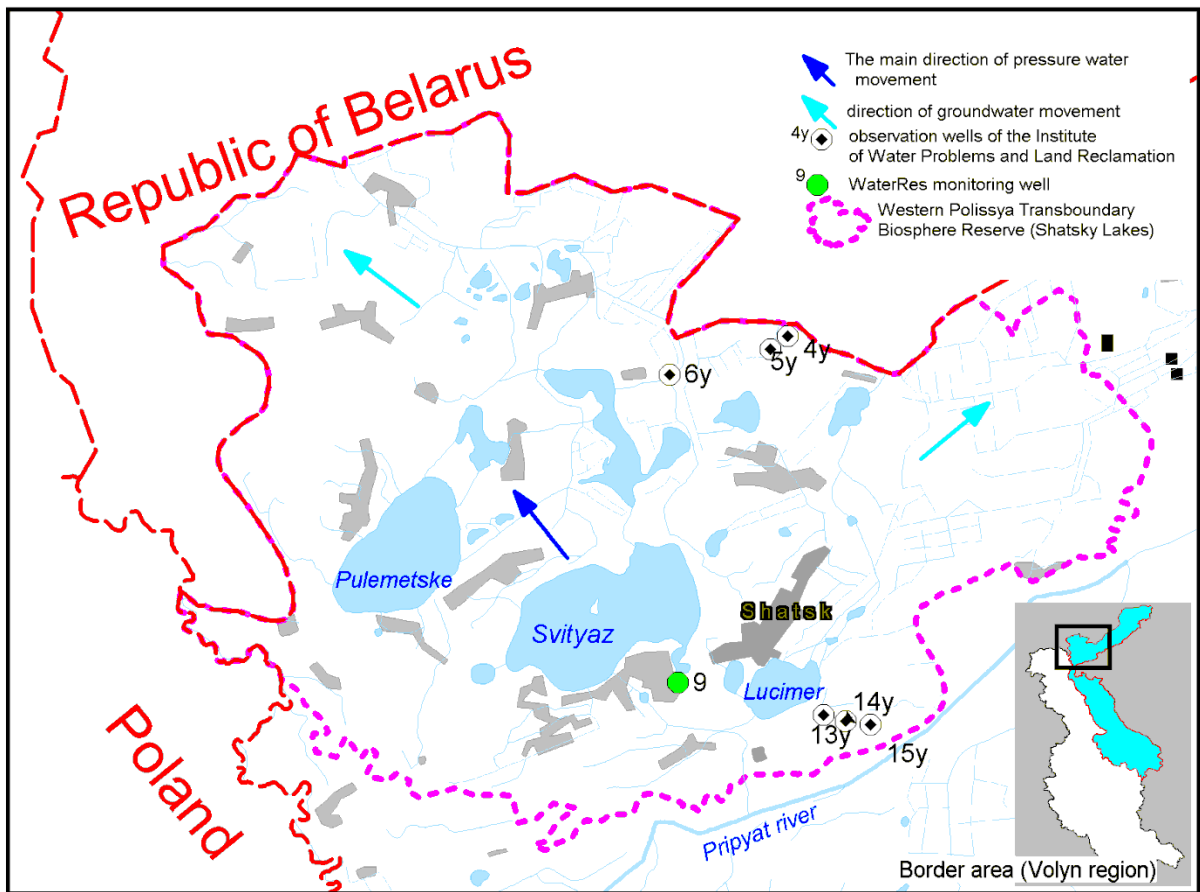 Republic of Belarus
The main direction of pressure water
movement
direction of groundwater movement
4y
observation wells of the Institute
of Water Problems and Land Reclamation
9
WaterRes monitoring well
Western Polissya Transboundary
Biosphere Reserve (Shatsky Lakes)
4y
5y
6y
Pulemetske
Svityaz
Shatsk
9
Lucimer
14y
13y
15y
Poland
Pripyat river
Border area (Volyn region)